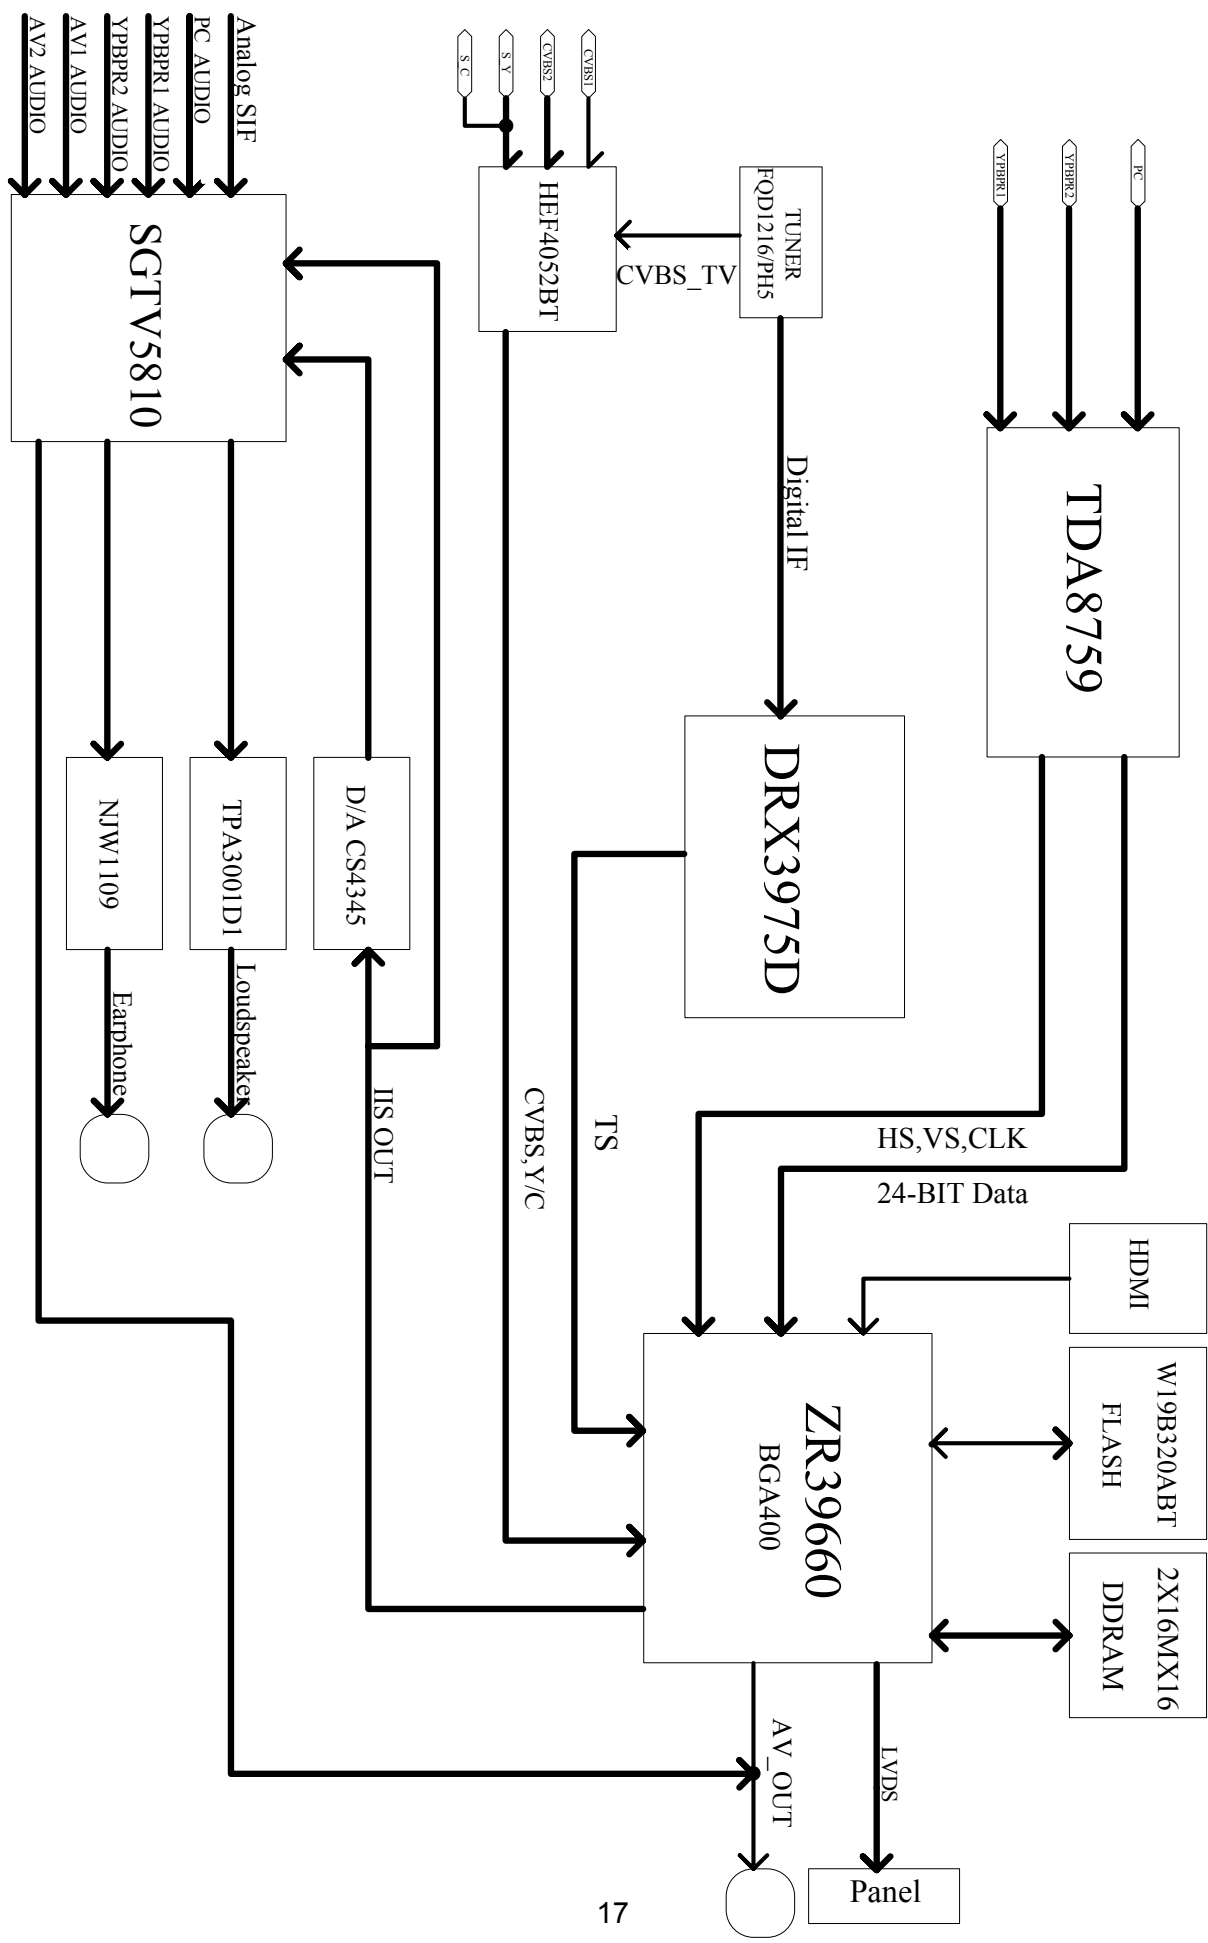 PC
YPBPR2
YPBPR1
TDA8759
HS,VS,CLK
24-BIT Data
HDMI
W19B320ABT
FLASH
2X16MX16
DDRAM
TUNER
FQD1216/PH5
CVBS_TV
Digital IF
DRX3975D
TS
ZR39660
BGA400
LVDS
Panel
AV_OUT
CVBS1
CVBS2
S_Y
S_C
HEF4052BT
CVBS,Y/C
IIS OUT
D/A CS4345
Analog SIF
PC AUDIO
YPBPR1 AUDIO
YPBPR2 AUDIO
AV1 AUDIO
AV2 AUDIO
SGTV5810
TPA3001D1
Loudspeaker
NJW1109
Earphone
17